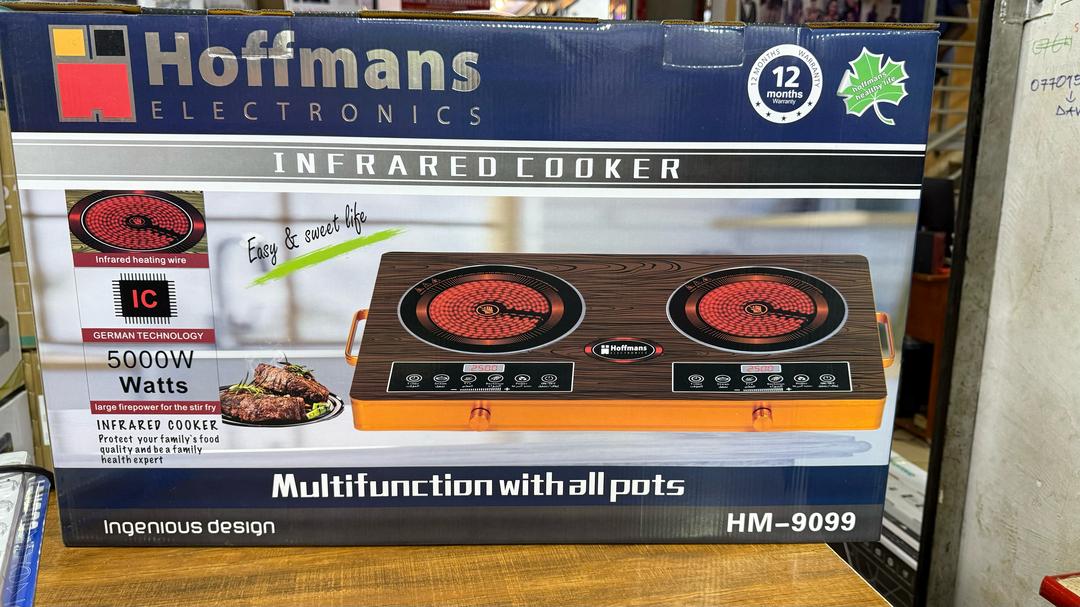 Hoffmans
ELECTRONICS
12 MONTHS WARRANTY
12
months
Warranty
hoffmans
healthy life
INFRARED COOKER
Easy & sweet life
Infrared heating wire
IC
GERMAN TECHNOLOGY
5000W
Watts
large firepower for the stir fry
INFRARED COOKER
Protect your family's food
quality and be a family
health expert
Hoffmans
ELECTRONICS
2500
2500
Multifunction with all pots
Ingenious design
HM-9099